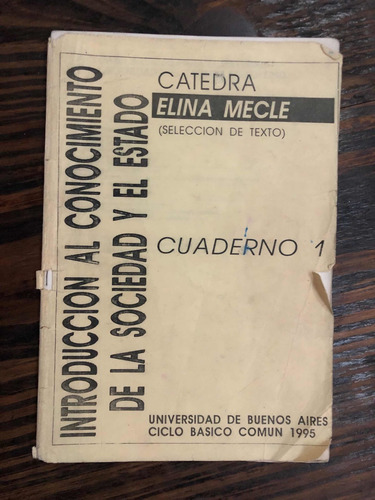 INTRODUCCION AL CONOCIMIENTO
DE LA SOCIEDAD Y EL ESTADO
CATEDRA
ELINA MECLE
(SELECCION DE TEXTO)
CUADERNO 1
UNIVERSIDAD DE BUENOS AIRES
CICLO BASICO COMUN 1995